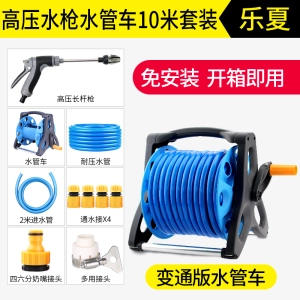 高压水枪水管车10米套装
乐夏
免安装 开箱即用
高压长杆枪
水管车
耐压水管
2米进水管
通水接X4
四六分奶嘴接头
多用接头
变通版水管车